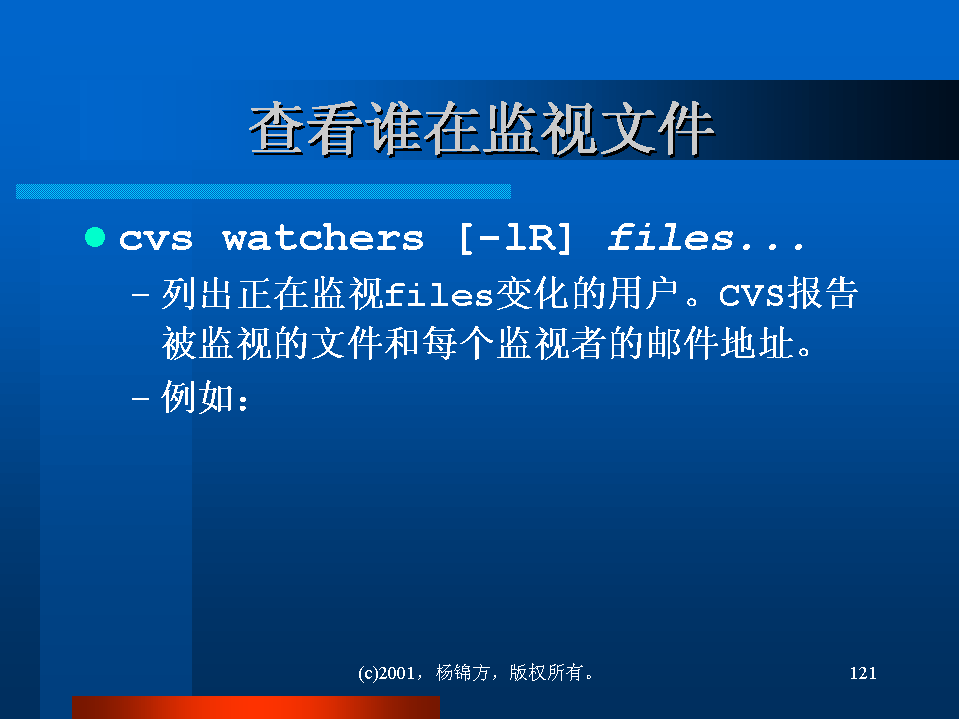 查看谁在监视文件
cvs watchers [-lR] files...
– 列出正在监视files变化的用户。CVS报告
被监视的文件和每个监视者的邮件地址。
– 例如：
(c)2001，杨锦方，版权所有。 121